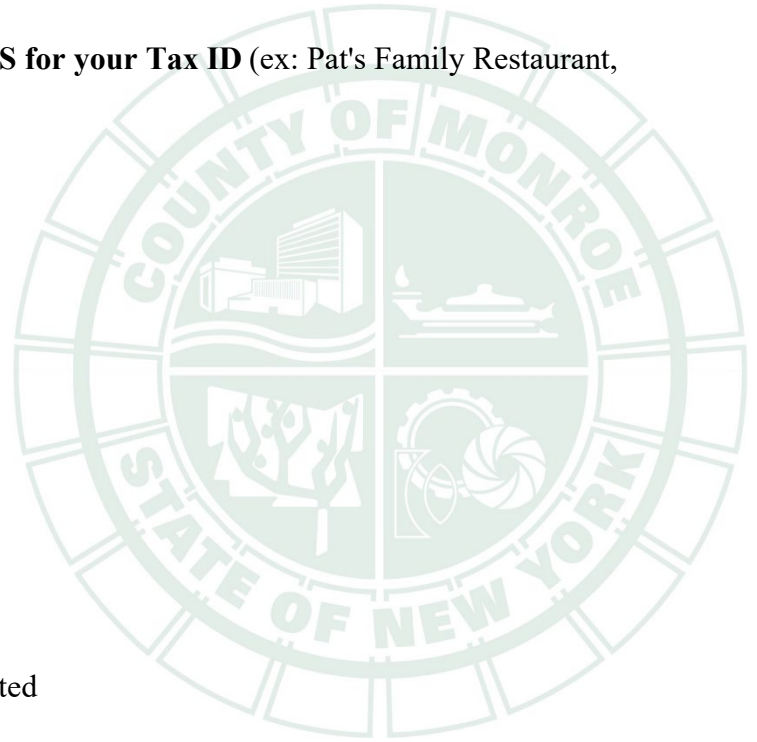 S for your Tax ID (ex: Pat's Family Restaurant,
COUNTY OF MONROE
STATE OF NEW YORK
ted